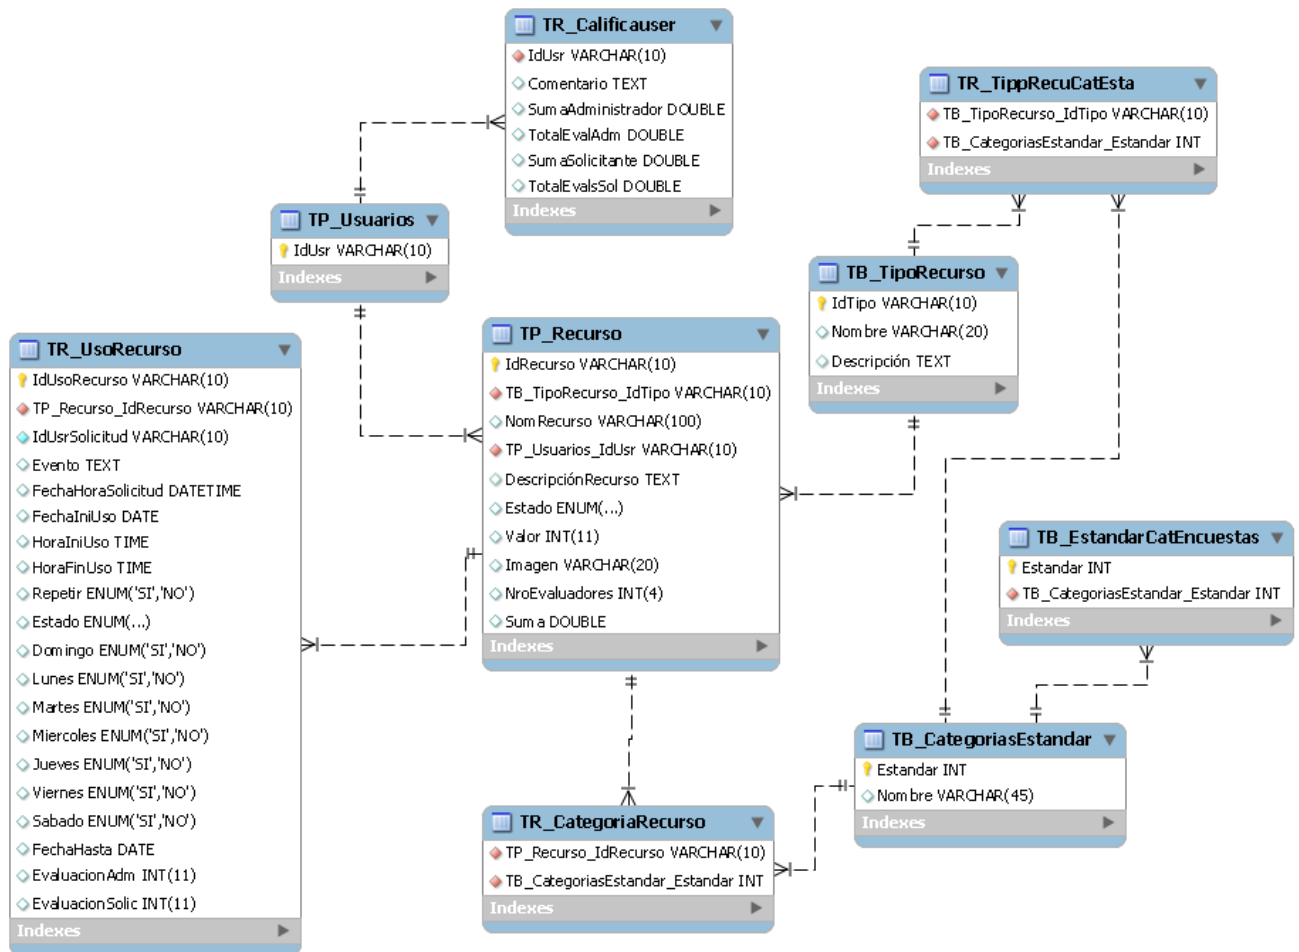 TR_Calificauser
IdUsr VARCHAR(10)
Comentario TEXT
SumaAdministrador DOUBLE
TotalEvalAdm DOUBLE
SumaSolicitante DOUBLE
TotalEvalsSol DOUBLE
Indexes
TR_TippRecuCatEsta
TB_TipoRecurso_IdTipo VARCHAR(10)
TB_CategoriasEstandar_Estandar INT
Indexes
TP_Usuarios
IdUsr VARCHAR(10)
Indexes
TB_TipoRecurso
IdTipo VARCHAR(10)
Nombre VARCHAR(20)
Descripción TEXT
Indexes
TR_UsoRecurso
IdUsoRecurso VARCHAR(10)
TP_Recurso_IdRecurso VARCHAR(10)
IdUsrSolicitud VARCHAR(10)
Evento TEXT
FechaHoraSolicitud DATETIME
FechaIniUso DATE
HoraIniUso TIME
HoraFinUso TIME
Repetir ENUM('SI','NO')
Estado ENUM(...)
Domingo ENUM('SI','NO')
Lunes ENUM('SI','NO')
Martes ENUM('SI','NO')
Miercoles ENUM('SI','NO')
Jueves ENUM('SI','NO')
Viernes ENUM('SI','NO')
Sabado ENUM('SI','NO')
FechaHasta DATE
EvaluacionAdm INT(11)
EvaluacionSolic INT(11)
Indexes
TP_Recurso
IdRecurso VARCHAR(10)
TB_TipoRecurso_IdTipo VARCHAR(10)
NomRecurso VARCHAR(100)
TP_Usuarios_IdUsr VARCHAR(10)
DescripciónRecurso TEXT
Estado ENUM(...)
Valor INT(11)
Imagen VARCHAR(20)
NroEvaluadores INT(4)
Suma DOUBLE
Indexes
TB_EstandarCatEncuestas
Estandar INT
TB_CategoriasEstandar_Estandar INT
Indexes
TB_CategoriasEstandar
Estandar INT
Nombre VARCHAR(45)
Indexes
TR_CategoriaRecurso
TP_Recurso_IdRecurso VARCHAR(10)
TB_CategoriasEstandar_Estandar INT
Indexes